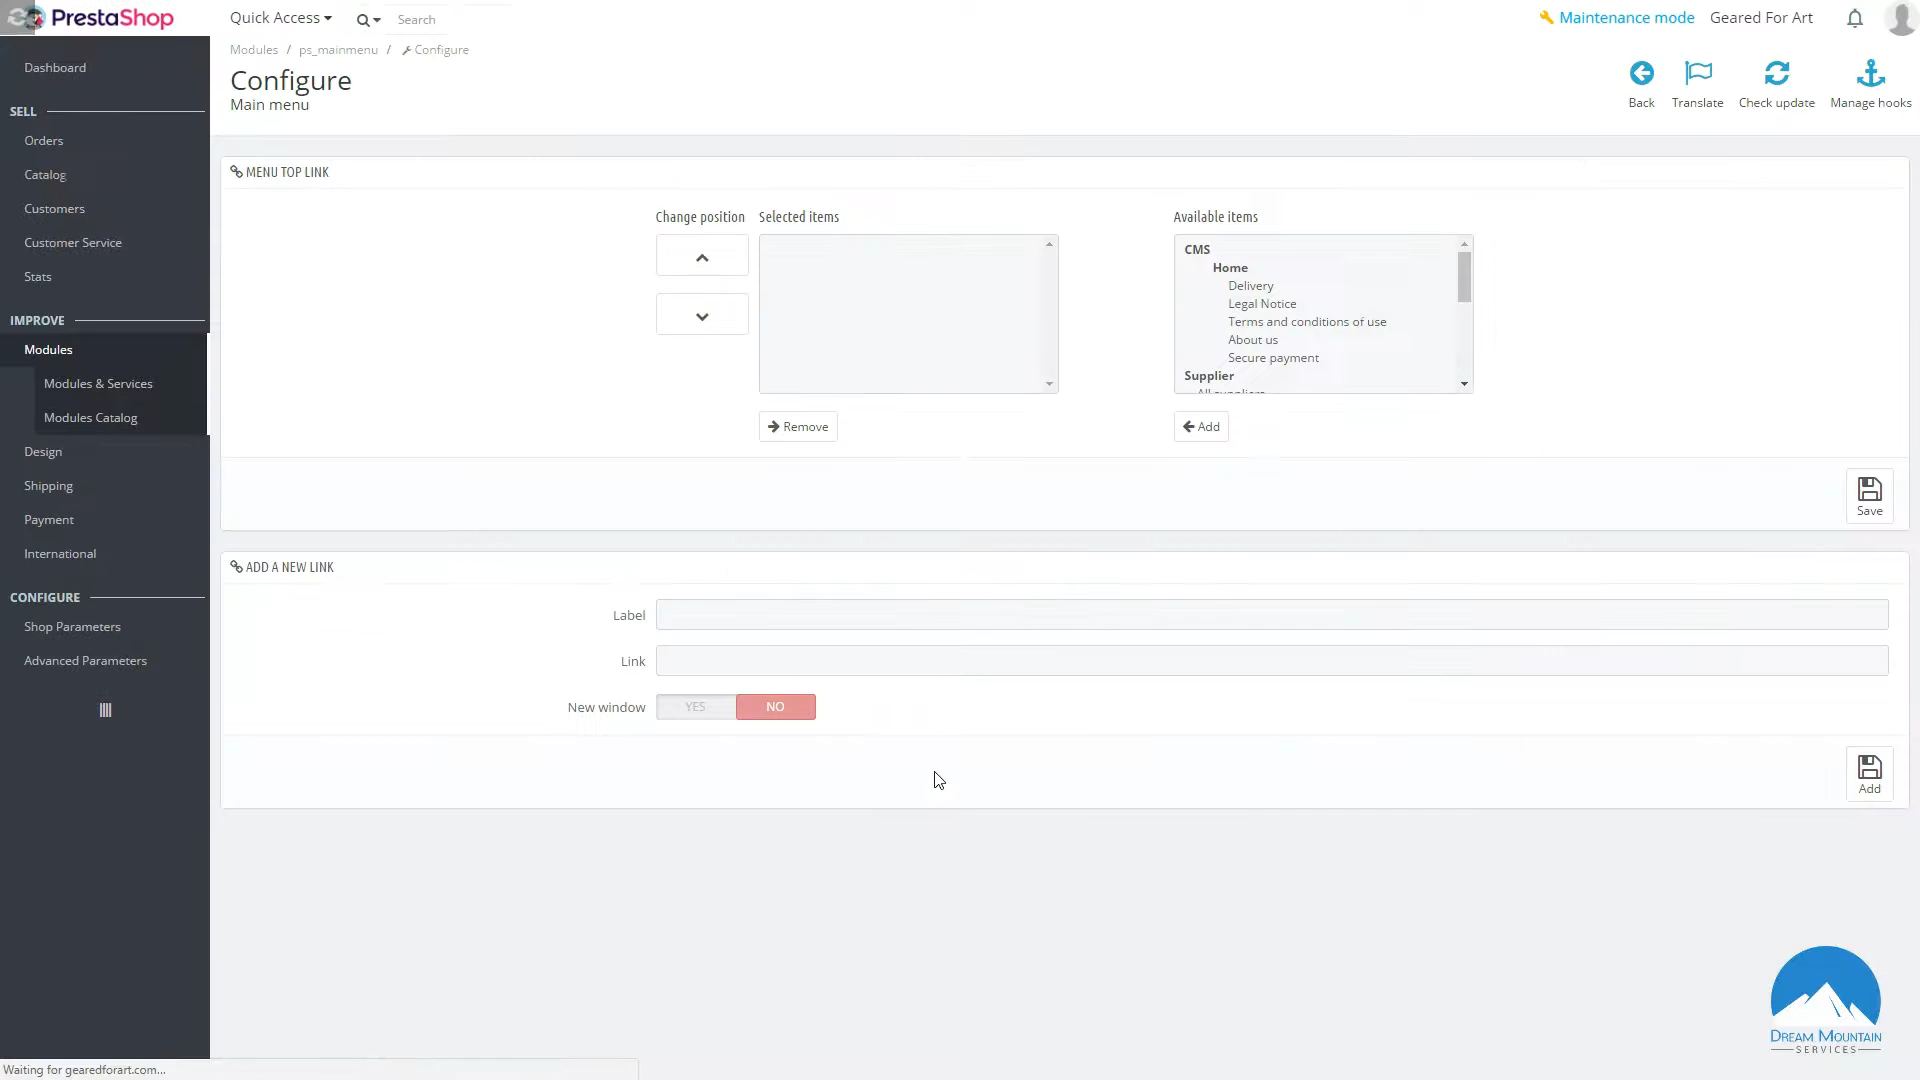 PrestaShop
Quick Access
Search
Maintenance mode
Geared For Art
Modules / ps_mainmenu / Configure
Configure
Main menu
Back
Translate
Check update
Manage hooks
Dashboard
SELL
Orders
Catalog
Customers
Customer Service
Stats
IMPROVE
Modules
Modules & Services
Modules Catalog
Design
Shipping
Payment
International
CONFIGURE
Shop Parameters
Advanced Parameters
MENU TOP LINK
Change position
Selected items
Available items
CMS
Home
Delivery
Legal Notice
Terms and conditions of use
About us
Secure payment
Supplier
All suppliers
Remove
Add
Save
ADD A NEW LINK
Label
Link
New window
YES
NO
Add
DREAM MOUNTAIN
SERVICES
Waiting for gearedforart.com...